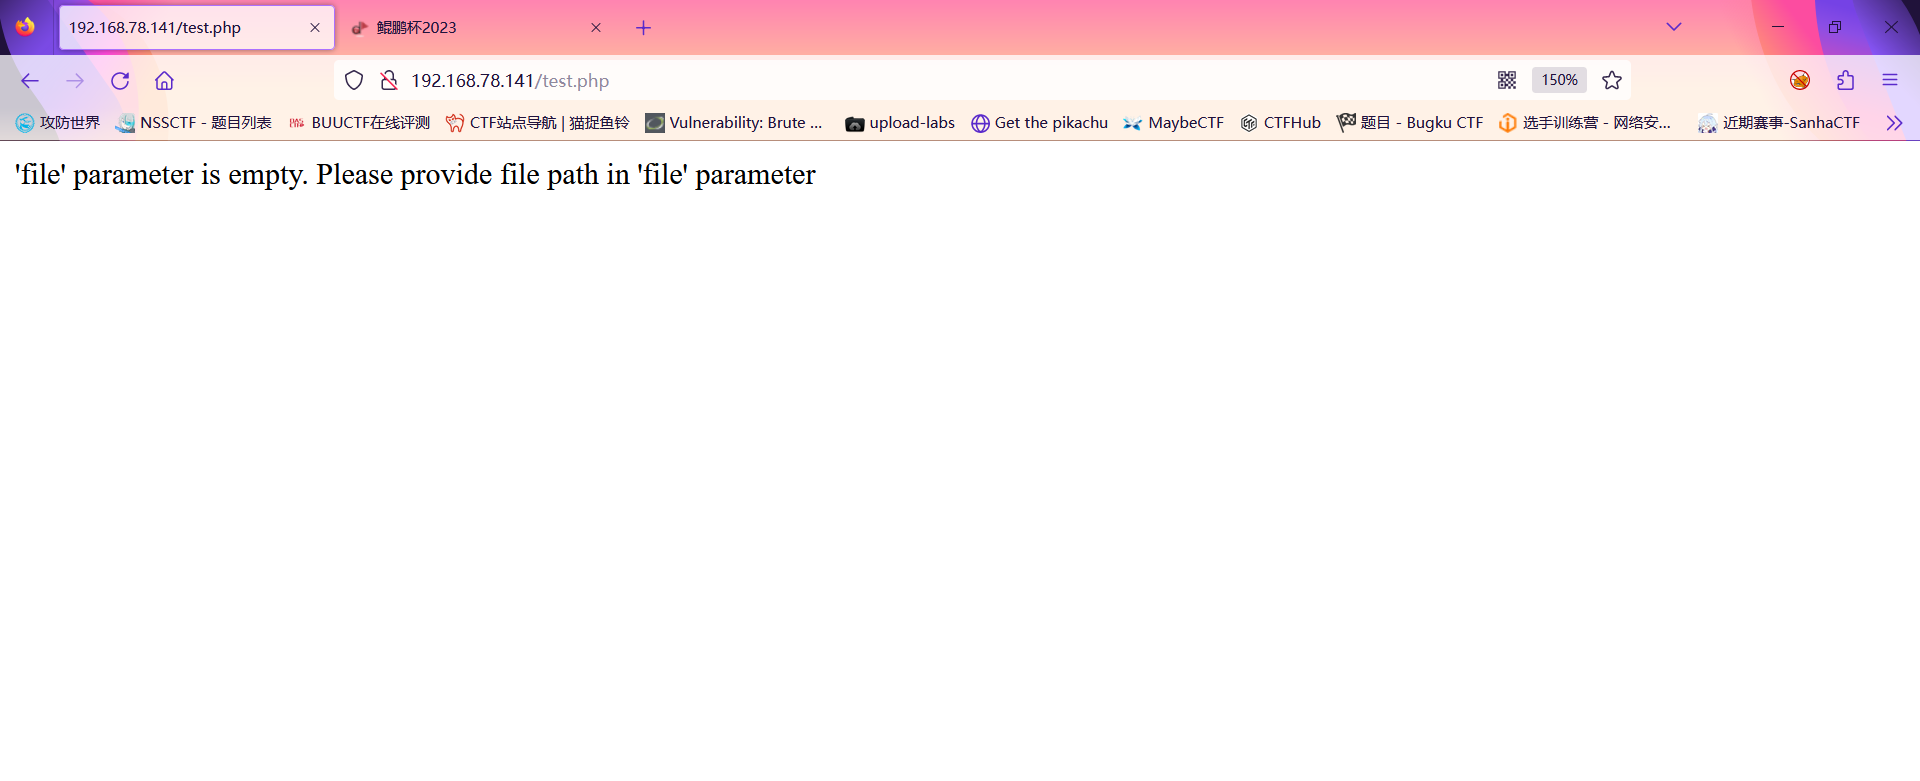 192.168.78.141/test.php
鲲鹏杯2023
192.168.78.141/test.php
150%
攻防世界
NSSCTF - 题目列表
BUUCTF在线评测
CTF站点导航 | 猫捉鱼铃
Vulnerability: Brute ...
upload-labs
Get the pikachu
MaybeCTF
CTFHub
题目 - Bugku CTF
选手训练营 - 网络安...
近期赛事-SanhaCTF
'file' parameter is empty. Please provide file path in 'file' parameter